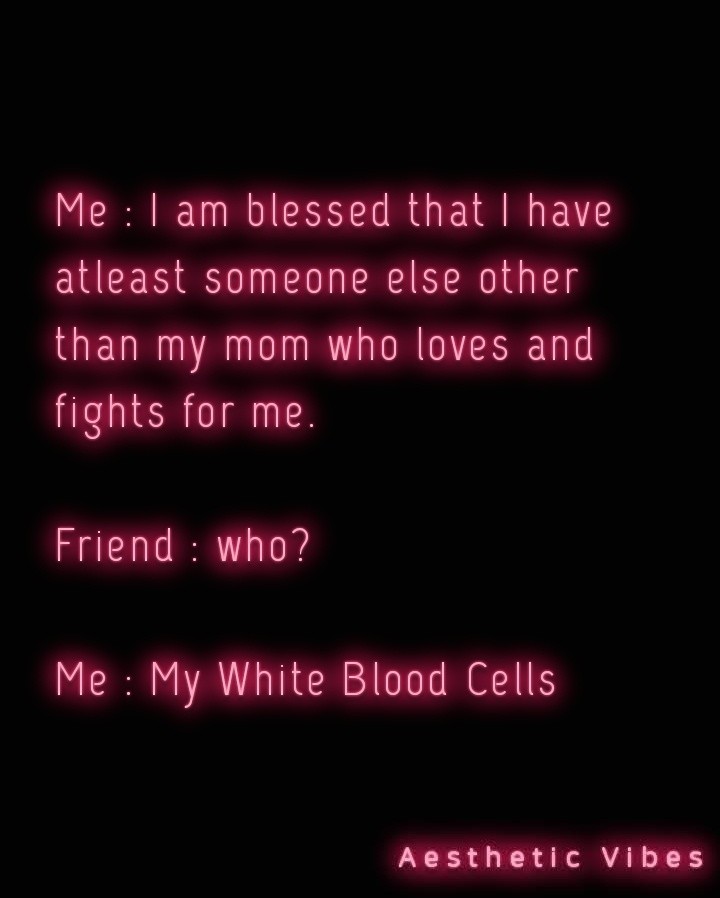 Me : I am blessed that I have
atleast someone else other
than my mom who loves and
fights for me.
Friend : who?
Me : My White Blood Cells
Aesthetic Vibes